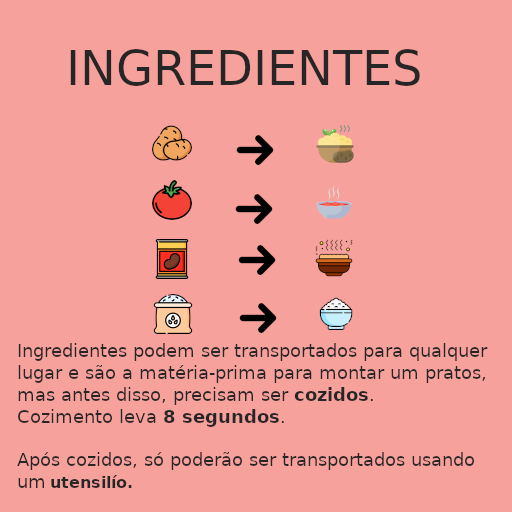 INGREDIENTES
Ingredientes podem ser transportados para qualquer
lugar e são a matéria-prima para montar um pratos,
mas antes disso, precisam ser cozidos.
Cozimento leva 8 segundos.
Após cozidos, só poderão ser transportados usando
um utensilío.